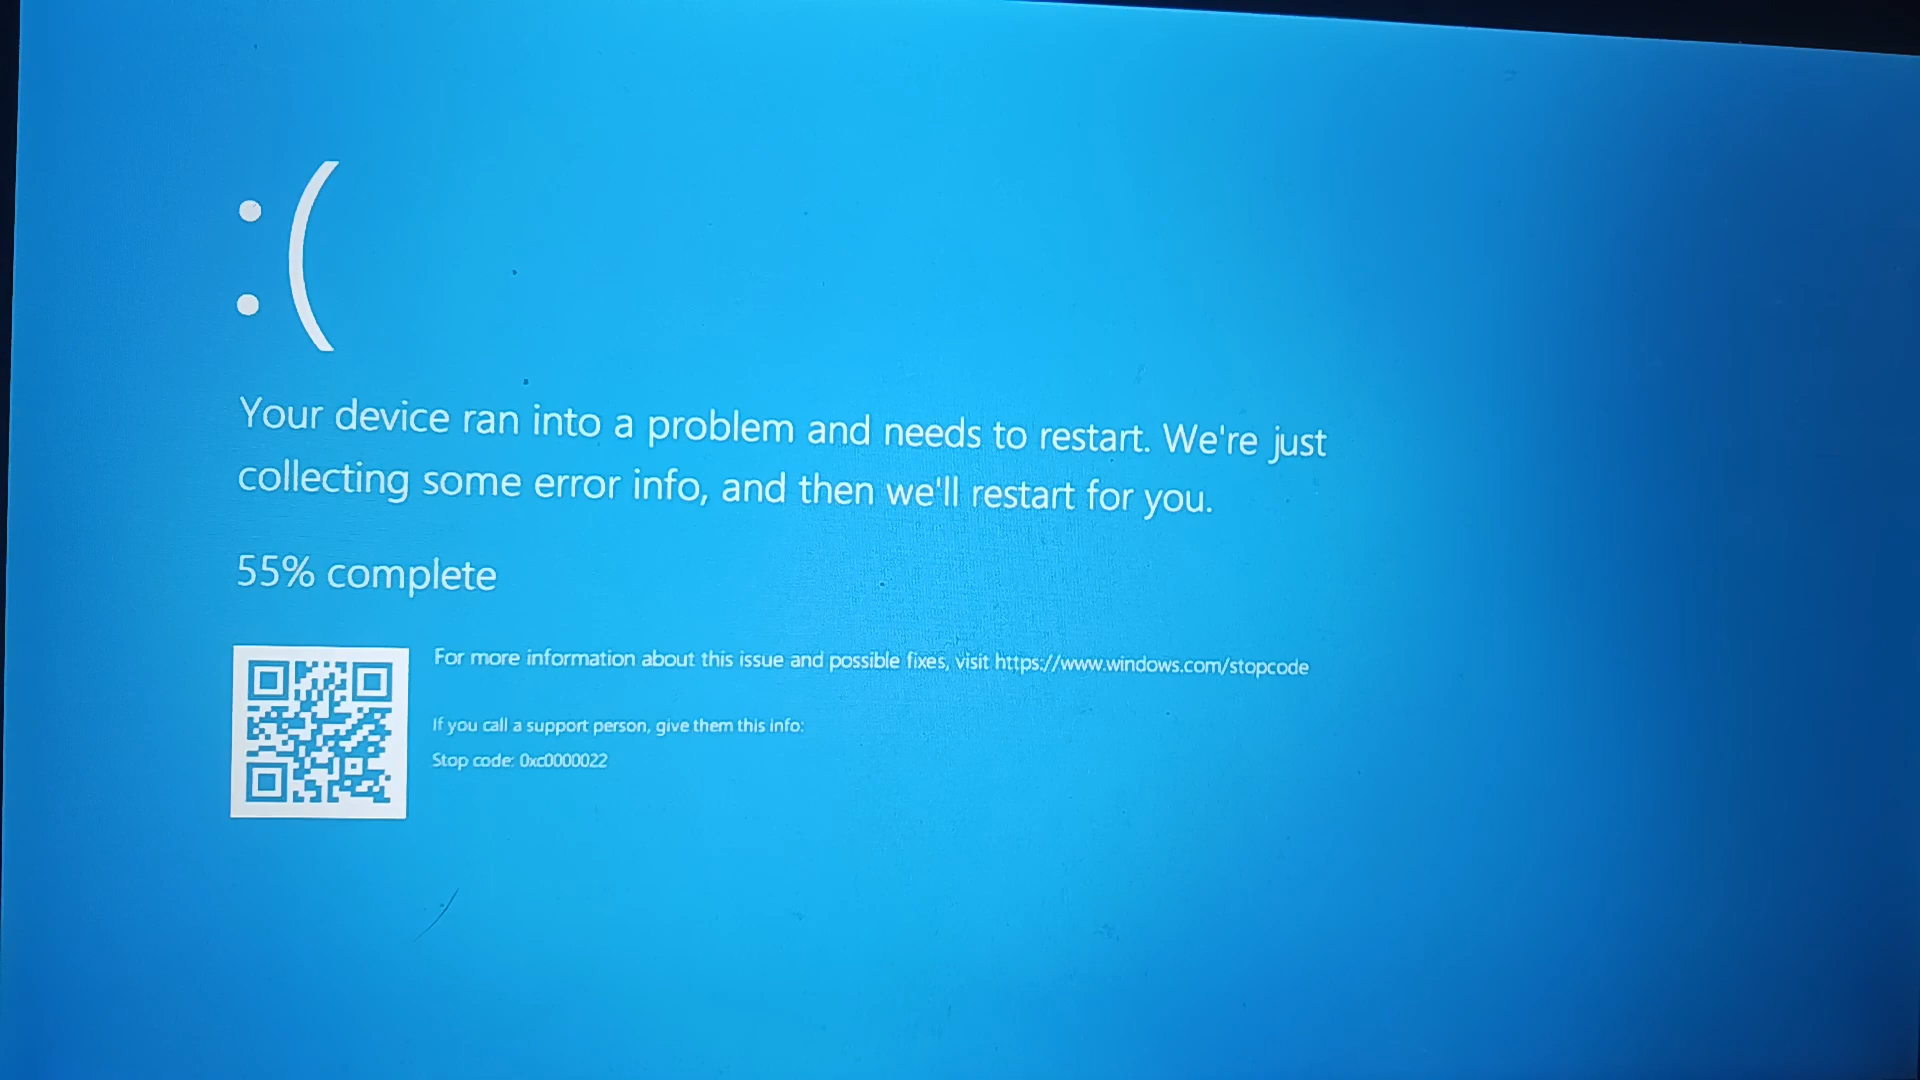 :(
Your device ran into a problem and needs to restart. We're just
collecting some error info, and then we'll restart for you.
55% complete
For more information about this issue and possible fixes, visit https://www.windows.com/stopcode
If you call a support person, give them this info:
Stop code: 0xc0000022